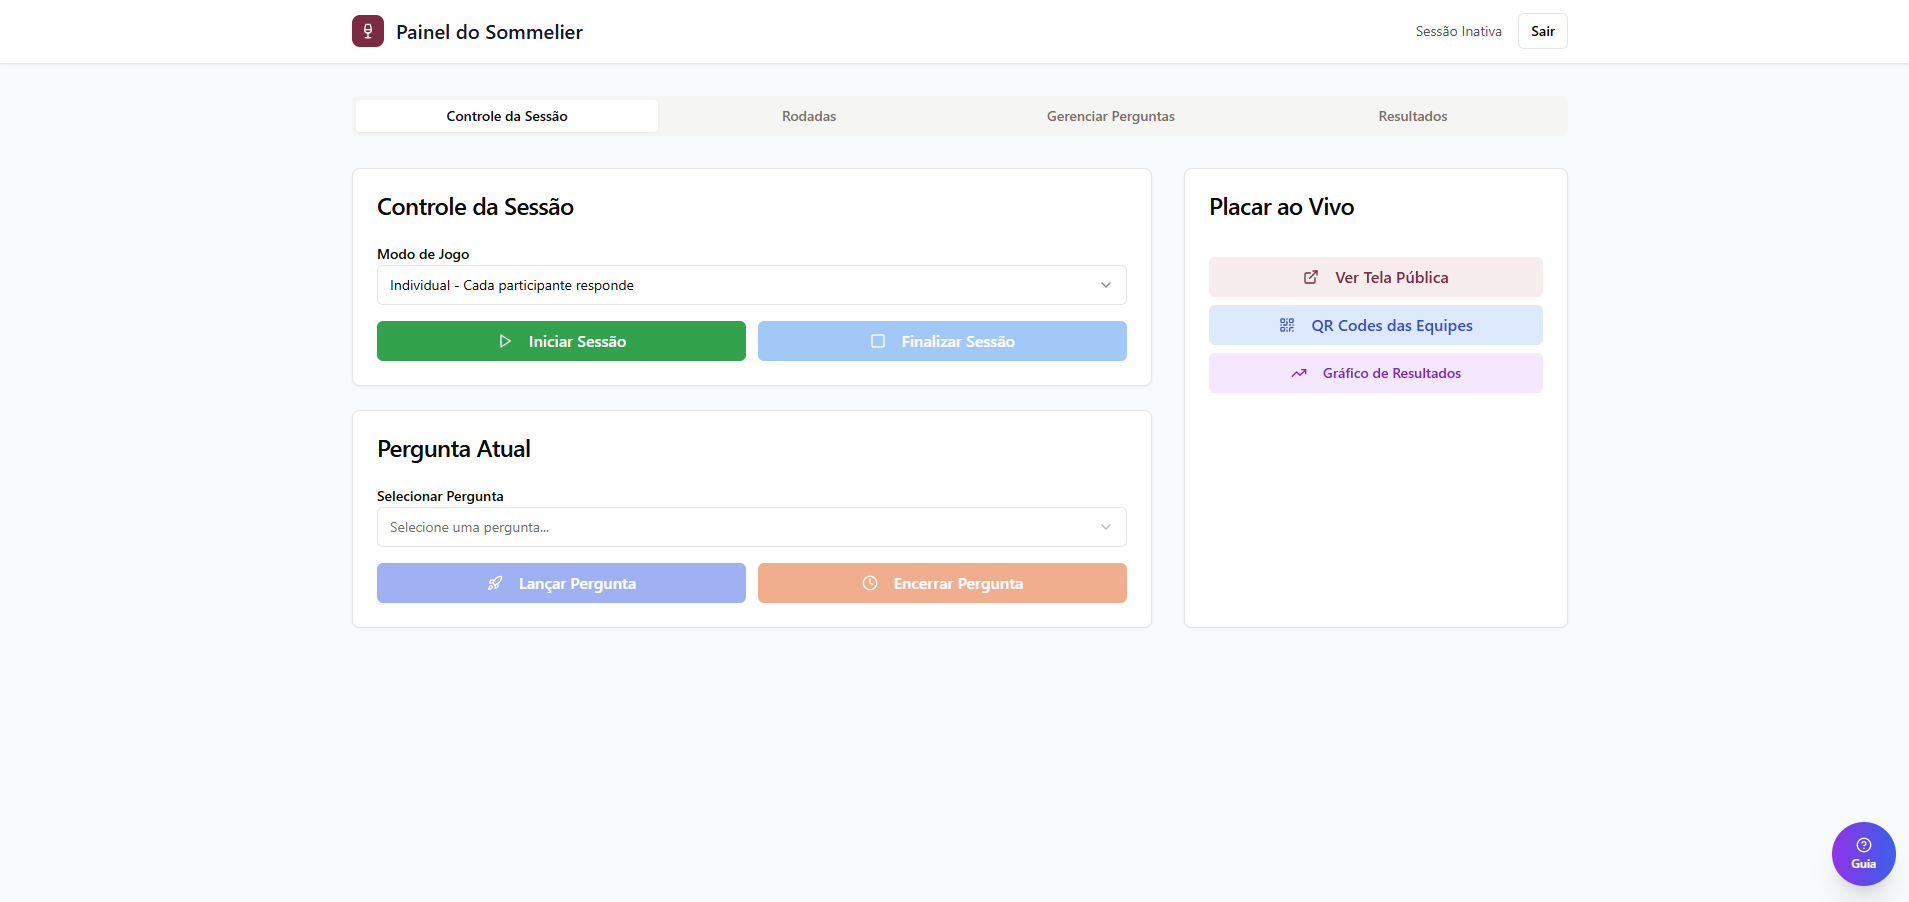 Painel do Sommelier
Sessão Inativa
Sair
Controle da Sessão
Rodadas
Gerenciar Perguntas
Resultados
Controle da Sessão
Modo de Jogo
Individual - Cada participante responde
Iniciar Sessão
Finalizar Sessão
Pergunta Atual
Selecionar Pergunta
Selecione uma pergunta...
Lançar Pergunta
Encerrar Pergunta
Placar ao Vivo
Ver Tela Pública
QR Codes das Equipes
Gráfico de Resultados
Guia